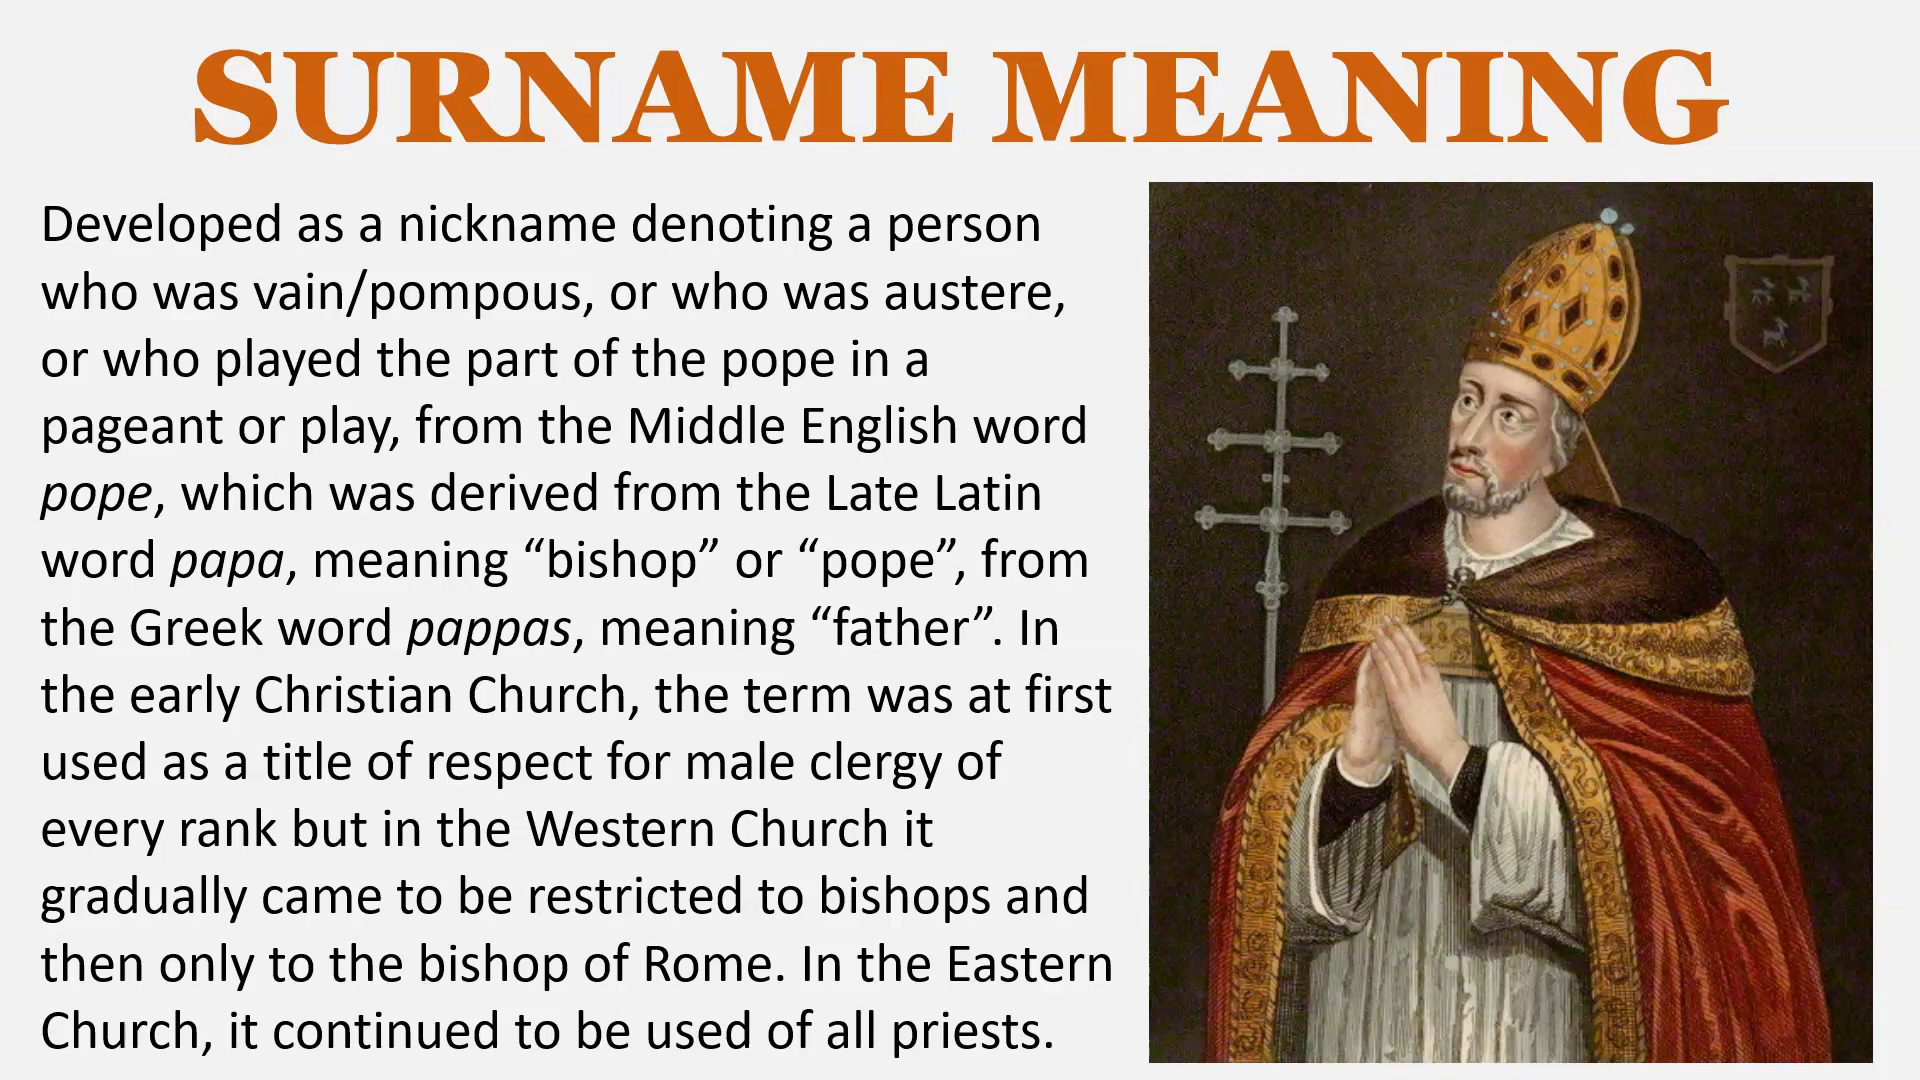 SURNAME MEANING
Developed as a nickname denoting a person
who was vain/pompous, or who was austere,
or who played the part of the pope in a
pageant or play, from the Middle English word
pope, which was derived from the Late Latin
word papa, meaning “bishop” or “pope”, from
the Greek word pappas, meaning “father”. In
the early Christian Church, the term was at first
used as a title of respect for male clergy of
every rank but in the Western Church it
gradually came to be restricted to bishops and
then only to the bishop of Rome. In the Eastern
Church, it continued to be used of all priests.